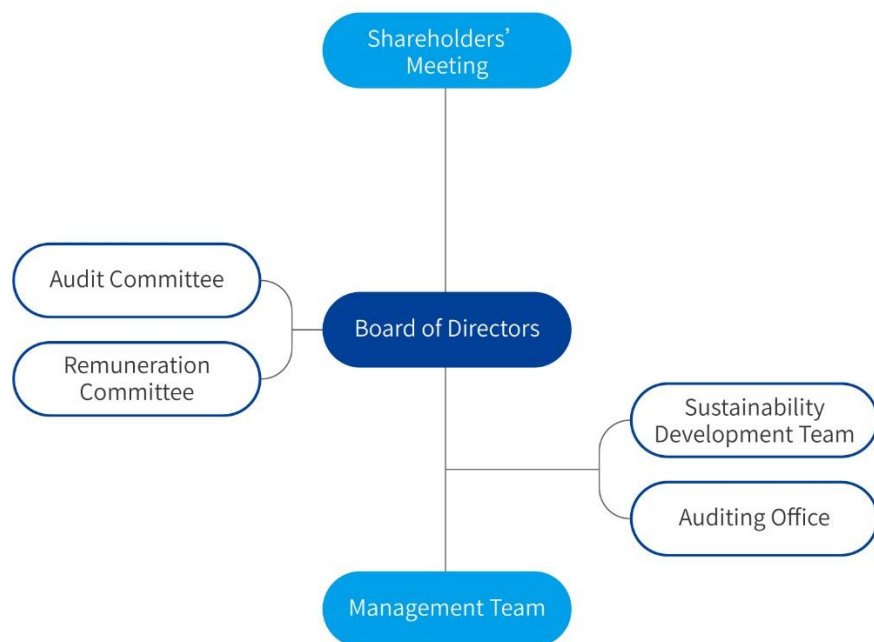 Shareholders’
Meeting
Audit Committee
Board of Directors
Remuneration
Committee
Sustainability
Development Team
Auditing Office
Management Team